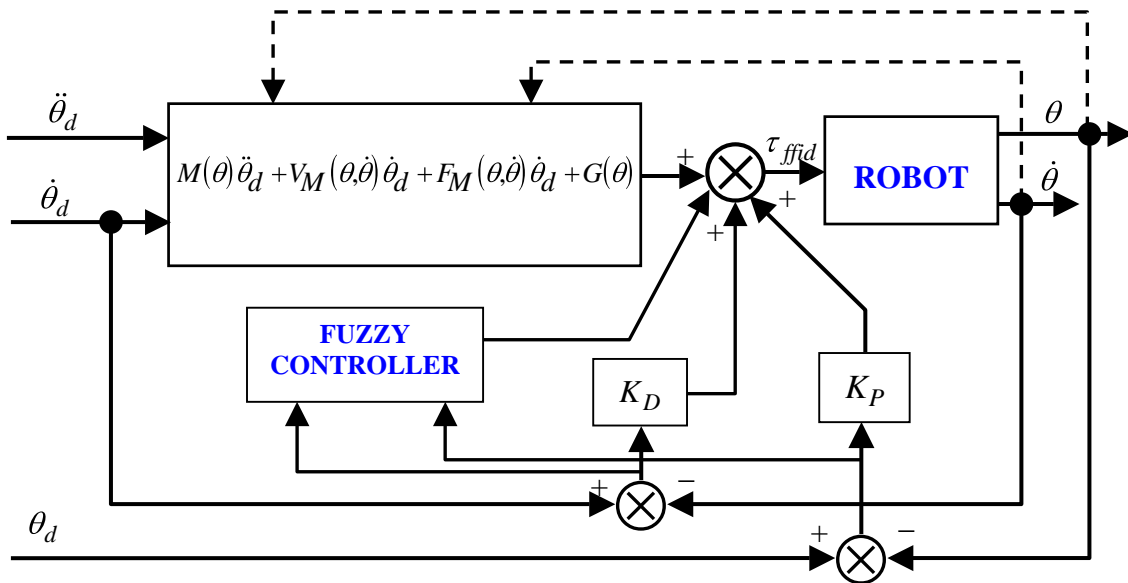 θ̈_d
θ̇_d
M(θ)θ̈_d + V_M(θ,θ̇)θ̇_d + F_M(θ,θ̇)θ̇_d + G(θ)
+
τ_ffid
+
+
ROBOT
θ
θ̇
FUZZY
CONTROLLER
K_D
K_P
+
−
θ_d
+
−